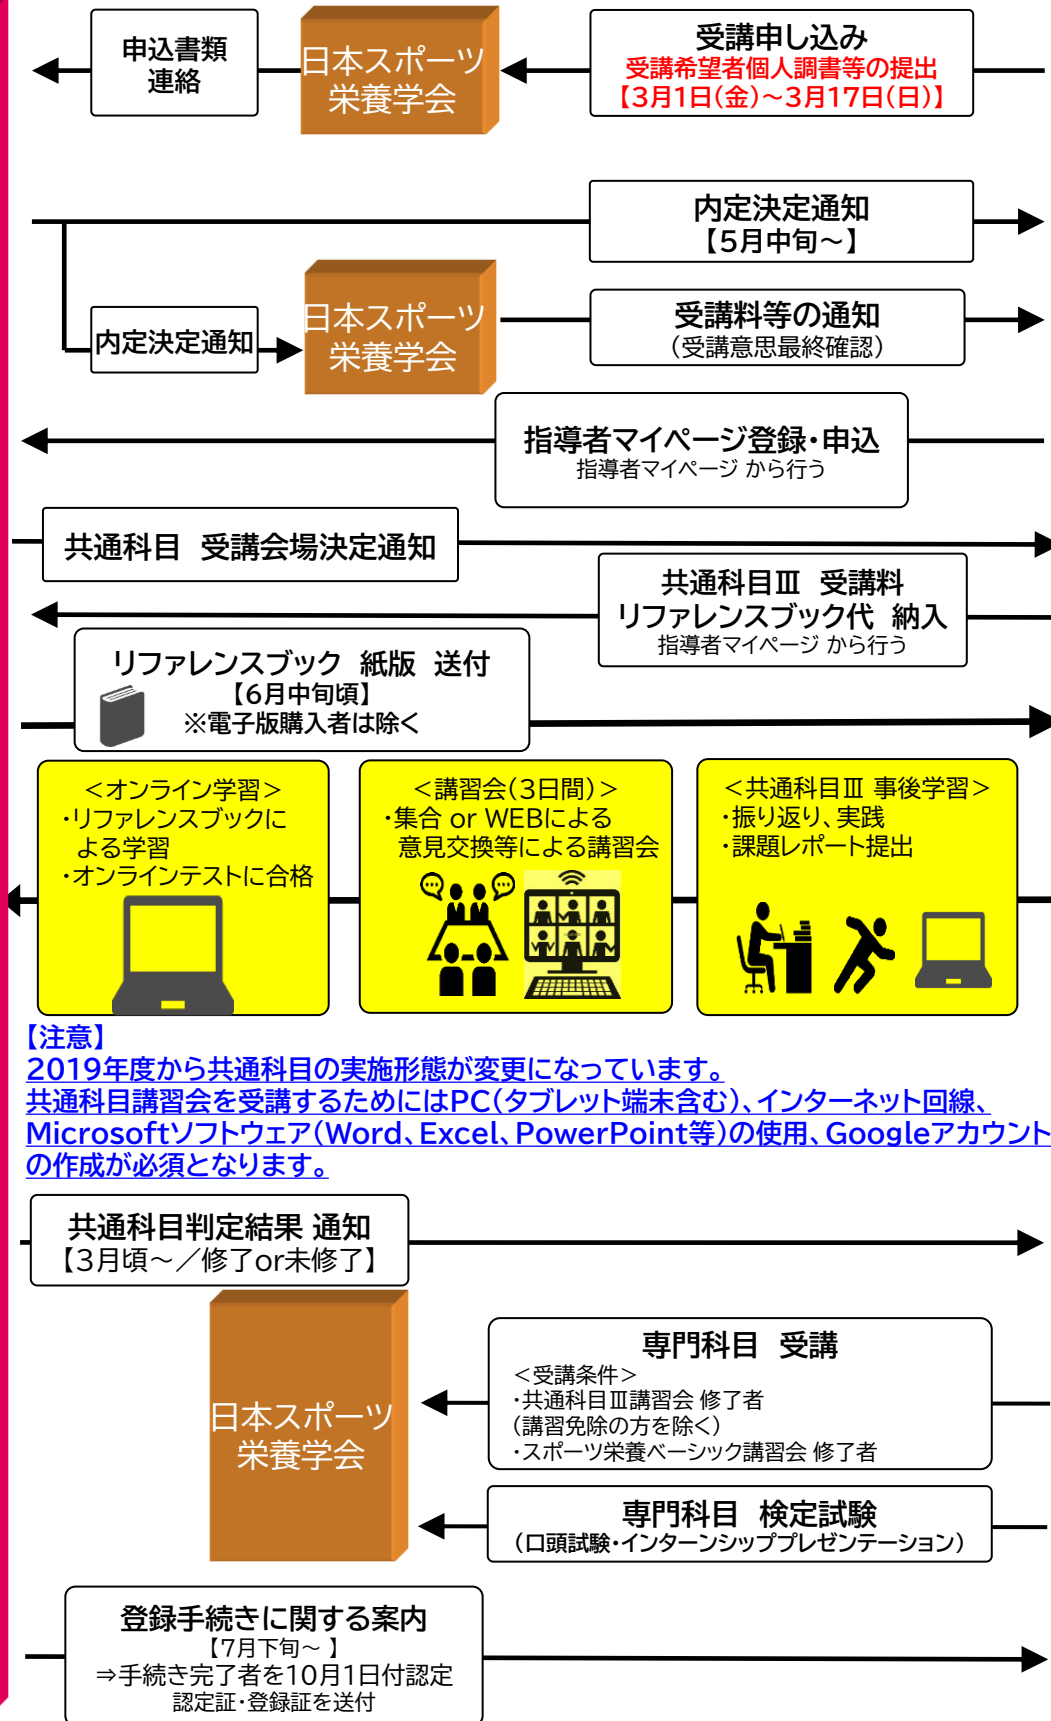 申込書類
連絡
日本スポーツ
栄養学会
受講申し込み
受講希望者個人調書等の提出
【3月1日(金)～3月17日(日)】
内定決定通知
【5月中旬～】
内定決定通知
日本スポーツ
栄養学会
受講料等の通知
(受講意思最終確認)
指導者マイページ登録・申込
指導者マイページ から行う
共通科目 受講会場決定通知
共通科目Ⅲ 受講料
リファレンスブック代 納入
指導者マイページ から行う
リファレンスブック 紙版 送付
【6月中旬頃】
※電子版購入者は除く
＜オンライン学習＞
・リファレンスブックに
よる学習
・オンラインテストに合格
＜講習会(3日間)＞
・集合 or WEBによる
意見交換等による講習会
＜共通科目Ⅲ 事後学習＞
・振り返り、実践
・課題レポート提出
【注意】
2019年度から共通科目の実施形態が変更になっています。
共通科目講習会を受講するためにはPC(タブレット端末含む)、インターネット回線、
Microsoftソフトウェア(Word、Excel、PowerPoint等)の使用、Googleアカウント
の作成が必須となります。
共通科目判定結果 通知
【3月頃～／修了or未修了】
日本スポーツ
栄養学会
専門科目 受講
＜受講条件＞
・共通科目Ⅲ講習会 修了者
(講習免除の方を除く)
・スポーツ栄養ベーシック講習会 修了者
専門科目 検定試験
(口頭試験・インターンシッププレゼンテーション)
登録手続きに関する案内
【7月下旬～ 】
⇒手続き完了者を10月1日付認定
認定証・登録証を送付